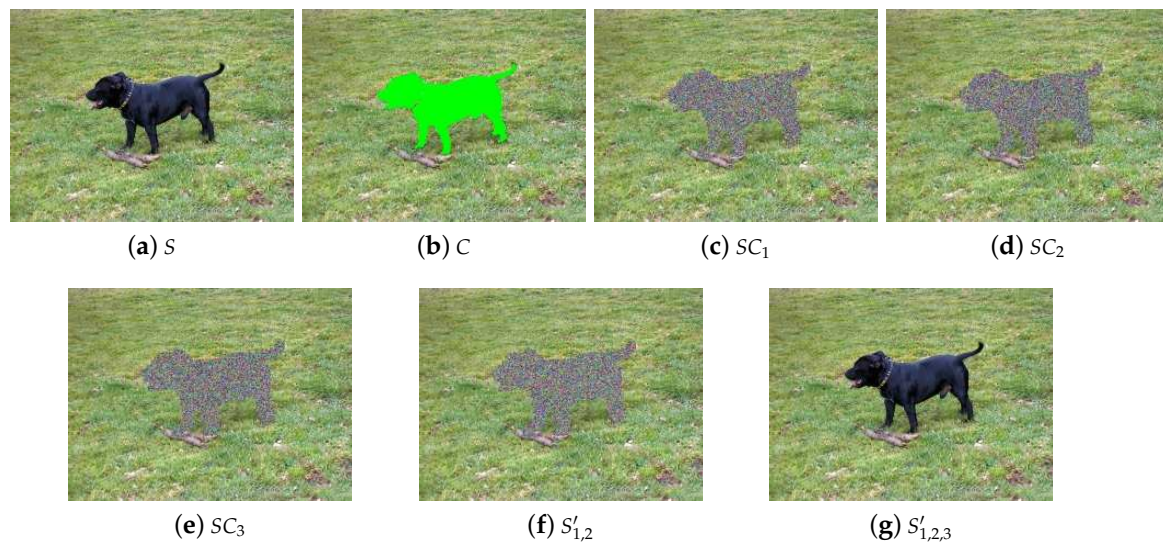 (a) S
(b) C
(c) SC₁
(d) SC₂
(e) SC₃
(f) S′₁,₂
(g) S′₁,₂,₃